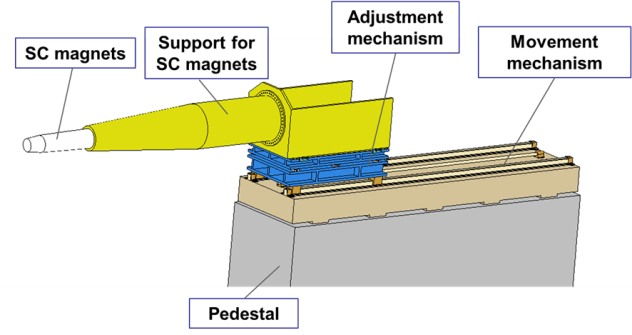 Adjustment
mechanism
Support for
SC magnets
SC magnets
Movement
mechanism
Pedestal